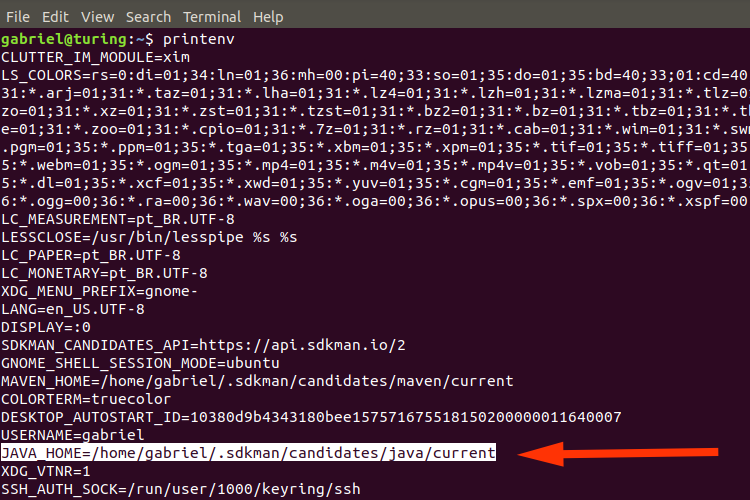 File Edit View Search Terminal Help
gabriel@turing:~$ printenv
CLUTTER_IM_MODULE=xim
LS_COLORS=rs=0:di=01;34:ln=01;36:mh=00:pi=40;33:so=01;35:do=01;35:bd=40;33;01:cd=40
31:*.arj=01;31:*.taz=01;31:*.lha=01;31:*.lz4=01;31:*.lzh=01;31:*.lzma=01;31:*.tlz=0
zo=01;31:*.xz=01;31:*.zst=01;31:*.tzst=01;31:*.bz2=01;31:*.bz=01;31:*.tbz=01;31:*.t
e=01;31:*.zoo=01;31:*.cpio=01;31:*.7z=01;31:*.rz=01;31:*.cab=01;31:*.wim=01;31:*.sw
.pgm=01;35:*.ppm=01;35:*.tga=01;35:*.xbm=01;35:*.xpm=01;35:*.tif=01;35:*.tiff=01;35
5:*.webm=01;35:*.ogm=01;35:*.mp4=01;35:*.m4v=01;35:*.mp4v=01;35:*.vob=01;35:*.qt=01
5:*.dl=01;35:*.xcf=01;35:*.xwd=01;35:*.yuv=01;35:*.cgm=01;35:*.emf=01;35:*.ogv=01;3
6:*.ogg=00;36:*.ra=00;36:*.wav=00;36:*.oga=00;36:*.opus=00;36:*.spx=00;36:*.xspf=00
LC_MEASUREMENT=pt_BR.UTF-8
LESSCLOSE=/usr/bin/lesspipe %s %s
LC_PAPER=pt_BR.UTF-8
LC_MONETARY=pt_BR.UTF-8
XDG_MENU_PREFIX=gnome-
LANG=en_US.UTF-8
DISPLAY=:0
SDKMAN_CANDIDATES_API=https://api.sdkman.io/2
GNOME_SHELL_SESSION_MODE=ubuntu
MAVEN_HOME=/home/gabriel/.sdkman/candidates/maven/current
COLORTERM=truecolor
DESKTOP_AUTOSTART_ID=10380d9b4343180bee1575716755181502000000011640007
USERNAME=gabriel
JAVA_HOME=/home/gabriel/.sdkman/candidates/java/current
XDG_VTNR=1
SSH_AUTH_SOCK=/run/user/1000/keyring/ssh